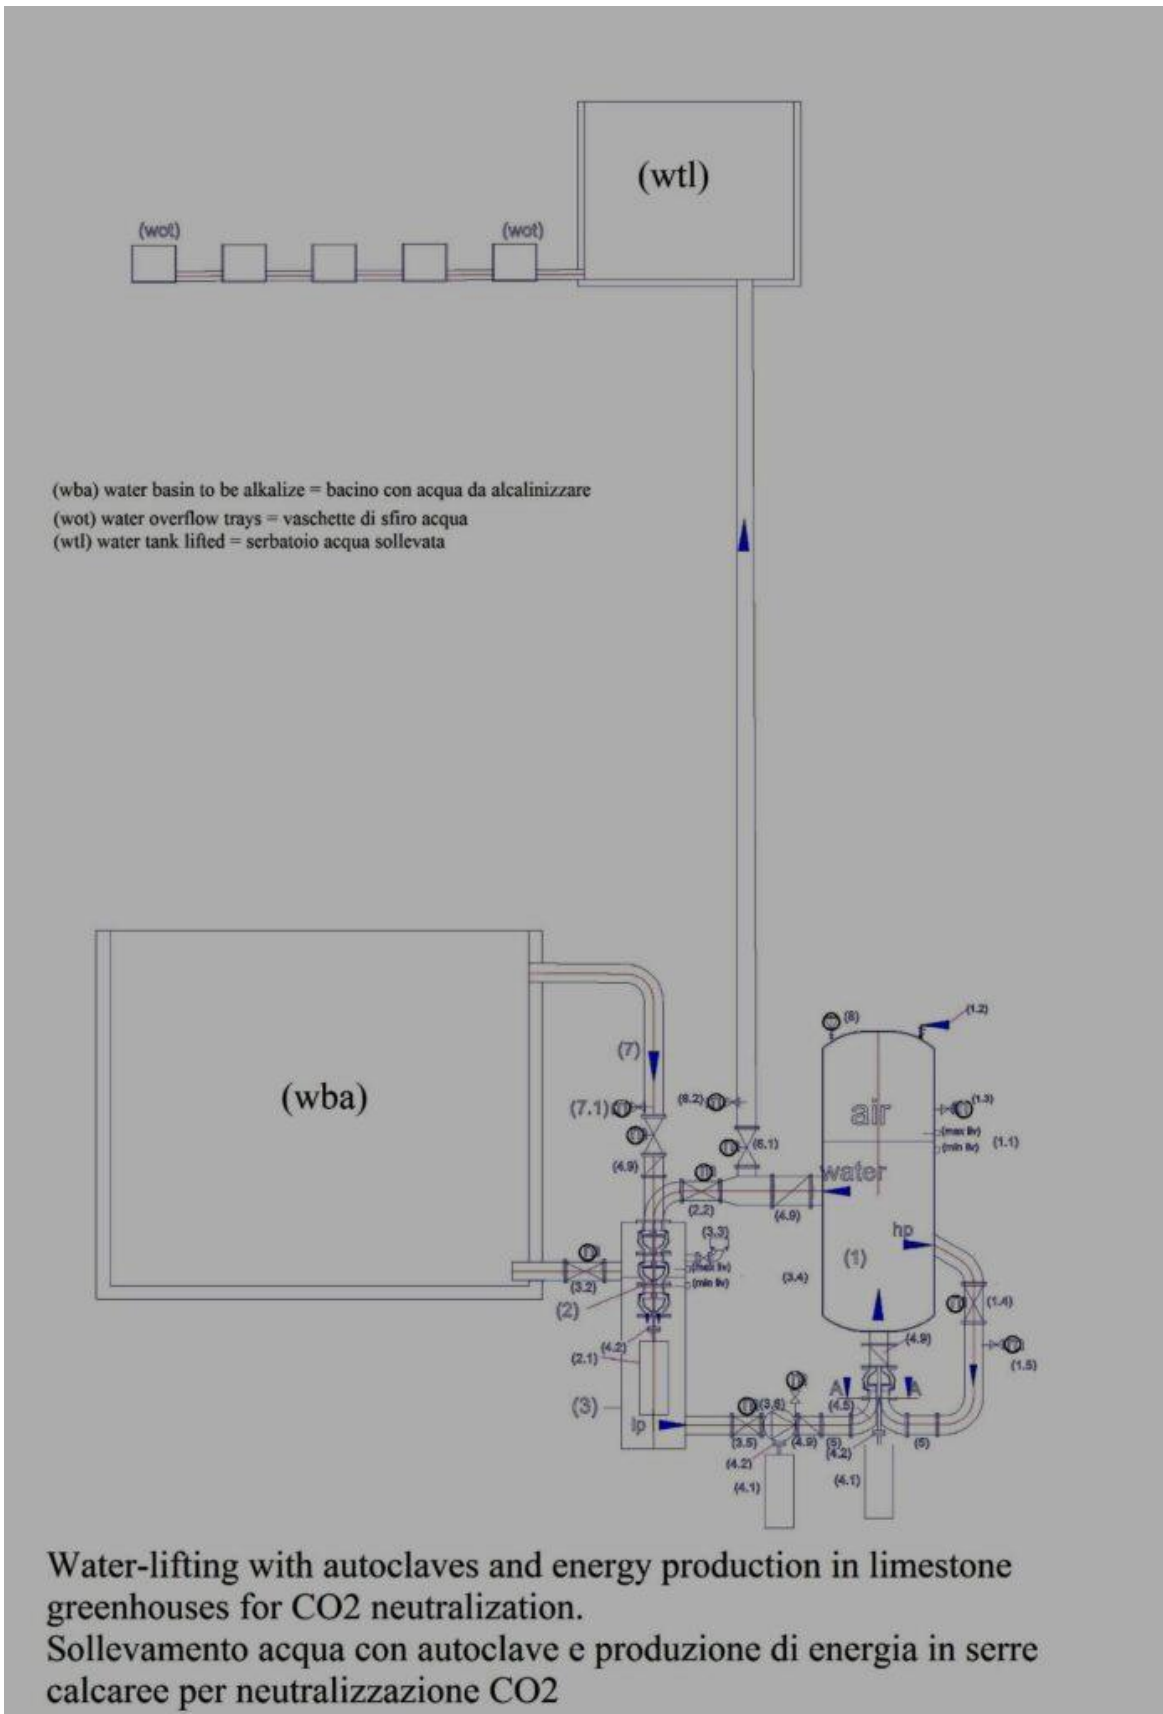 (wtl)
(wot) (wot)
(wba) water basin to be alkalize = bacino con acqua da alcalinizzare
(wot) water overflow trays = vaschette di sfiro acqua
(wtl) water tank lifted = serbatoio acqua sollevata
(8) (1.2)
(7)
(wba)
(7.1) (6.2) air (1.3)
(max liv)
(6.1) (min liv) (1.1)
(4.9) water
(2.2) (4.9)
(3.3) hp
(max liv) (1)
(3.2) (min liv) (3.4) (1.4)
(2)
(4.2) (4.9)
(2.1) (1.5)
A A
(3) (3.6) (4.5)
lp
(3.5) (4.9) (5) (5)
(4.2) (4.2)
(4.1) (4.1)
Water-lifting with autoclaves and energy production in limestone
greenhouses for CO2 neutralization.
Sollevamento acqua con autoclave e produzione di energia in serre
calcaree per neutralizzazione CO2